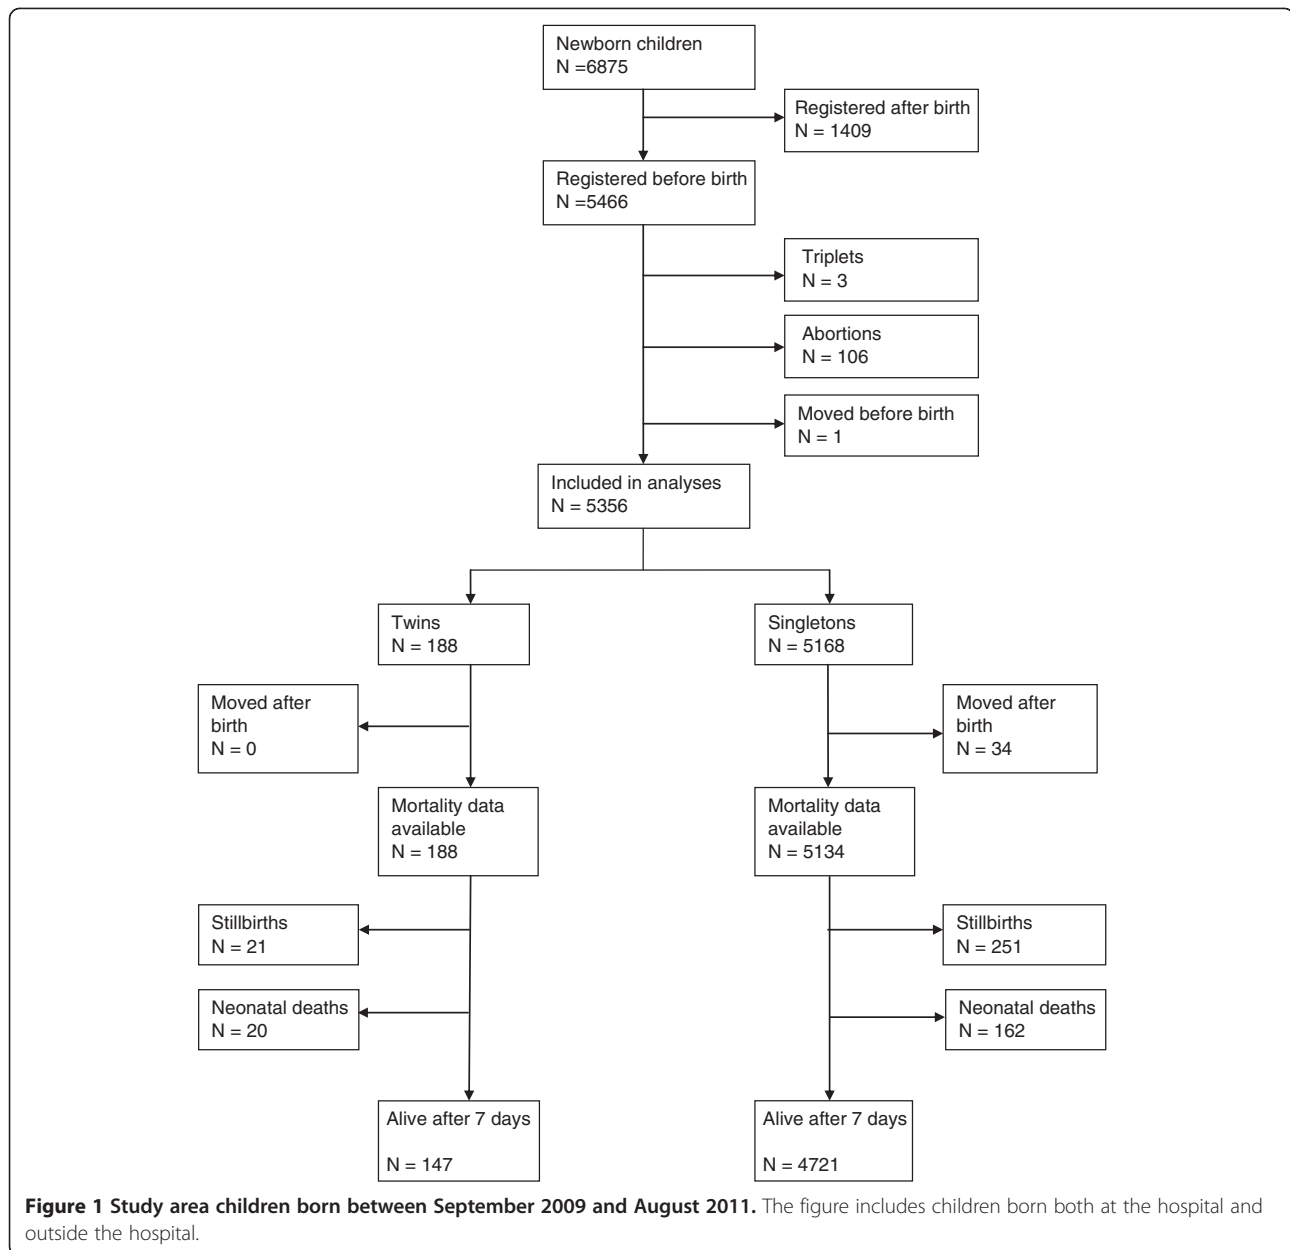 Newborn children
N =6875
Registered after birth
N = 1409
Registered before birth
N =5466
Triplets
N = 3
Abortions
N = 106
Moved before birth
N = 1
Included in analyses
N = 5356
Twins
N = 188
Singletons
N = 5168
Moved after
birth
N = 0
Moved after
birth
N = 34
Mortality data
available
N = 188
Mortality data
available
N = 5134
Stillbirths
N = 21
Stillbirths
N = 251
Neonatal deaths
N = 20
Neonatal deaths
N = 162
Alive after 7 days
N = 147
Alive after 7 days
N = 4721
Figure 1 Study area children born between September 2009 and August 2011. The figure includes children born both at the hospital and
outside the hospital.